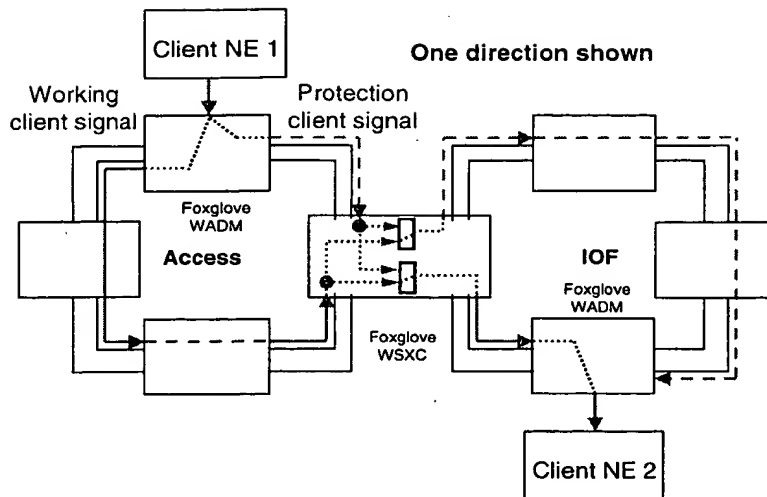 Client NE 1
One direction shown
Working
client signal
Protection
client signal
Foxglove
WADM
Access
IOF
Foxglove
WADM
Foxglove
WSXC
Client NE 2